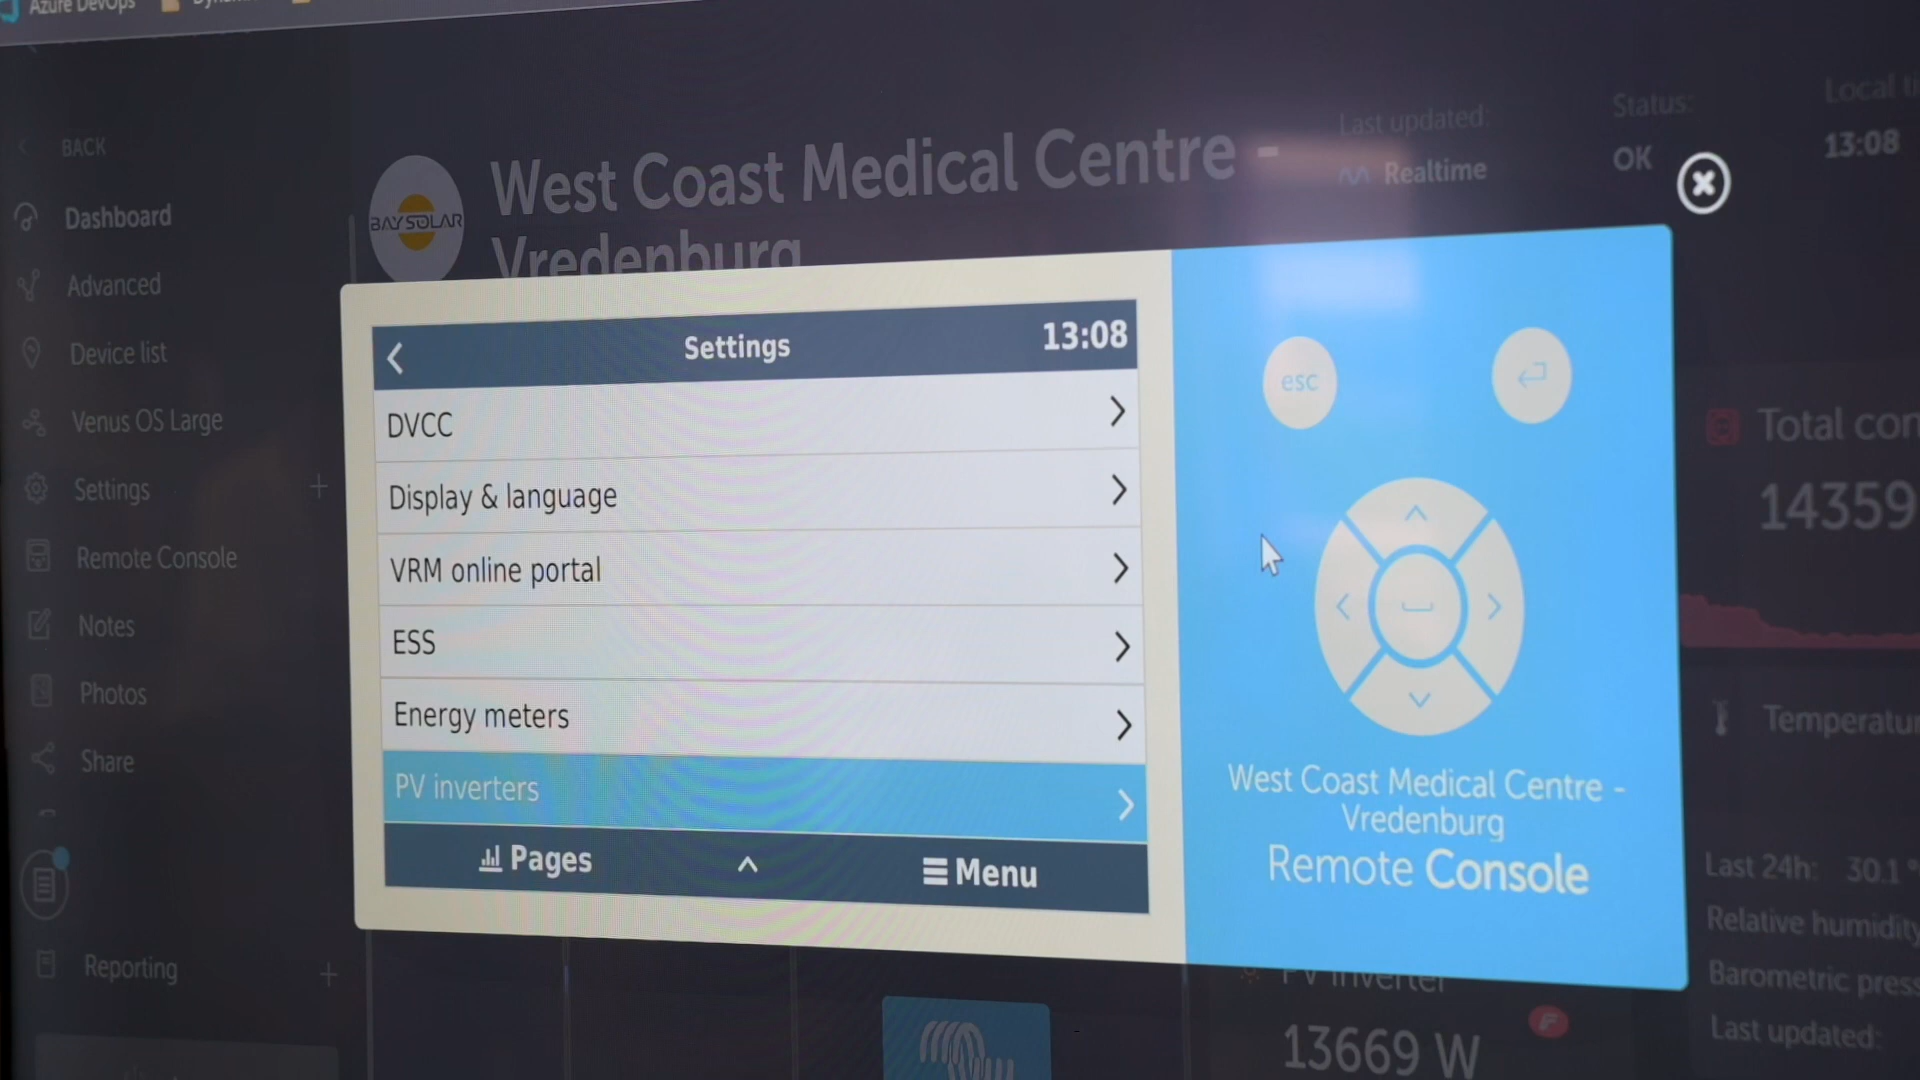 Azure DevOps
BACK
Dashboard
Advanced
Device list
Venus OS Large
Settings
Remote Console
Notes
Photos
Share
Reporting
BAY SOLAR
West Coast Medical Centre -
Vredenburg
Last updated:
Realtime
Status:
OK
Local
13:08
Settings
13:08
DVCC
Display & language
VRM online portal
ESS
Energy meters
PV inverters
Pages
Menu
esc
West Coast Medical Centre -
Vredenburg
Remote Console
Total
14359
Last 24h: 30.1
Relative humidity
Barometric
Last updated:
PV inverter
13669 W
F